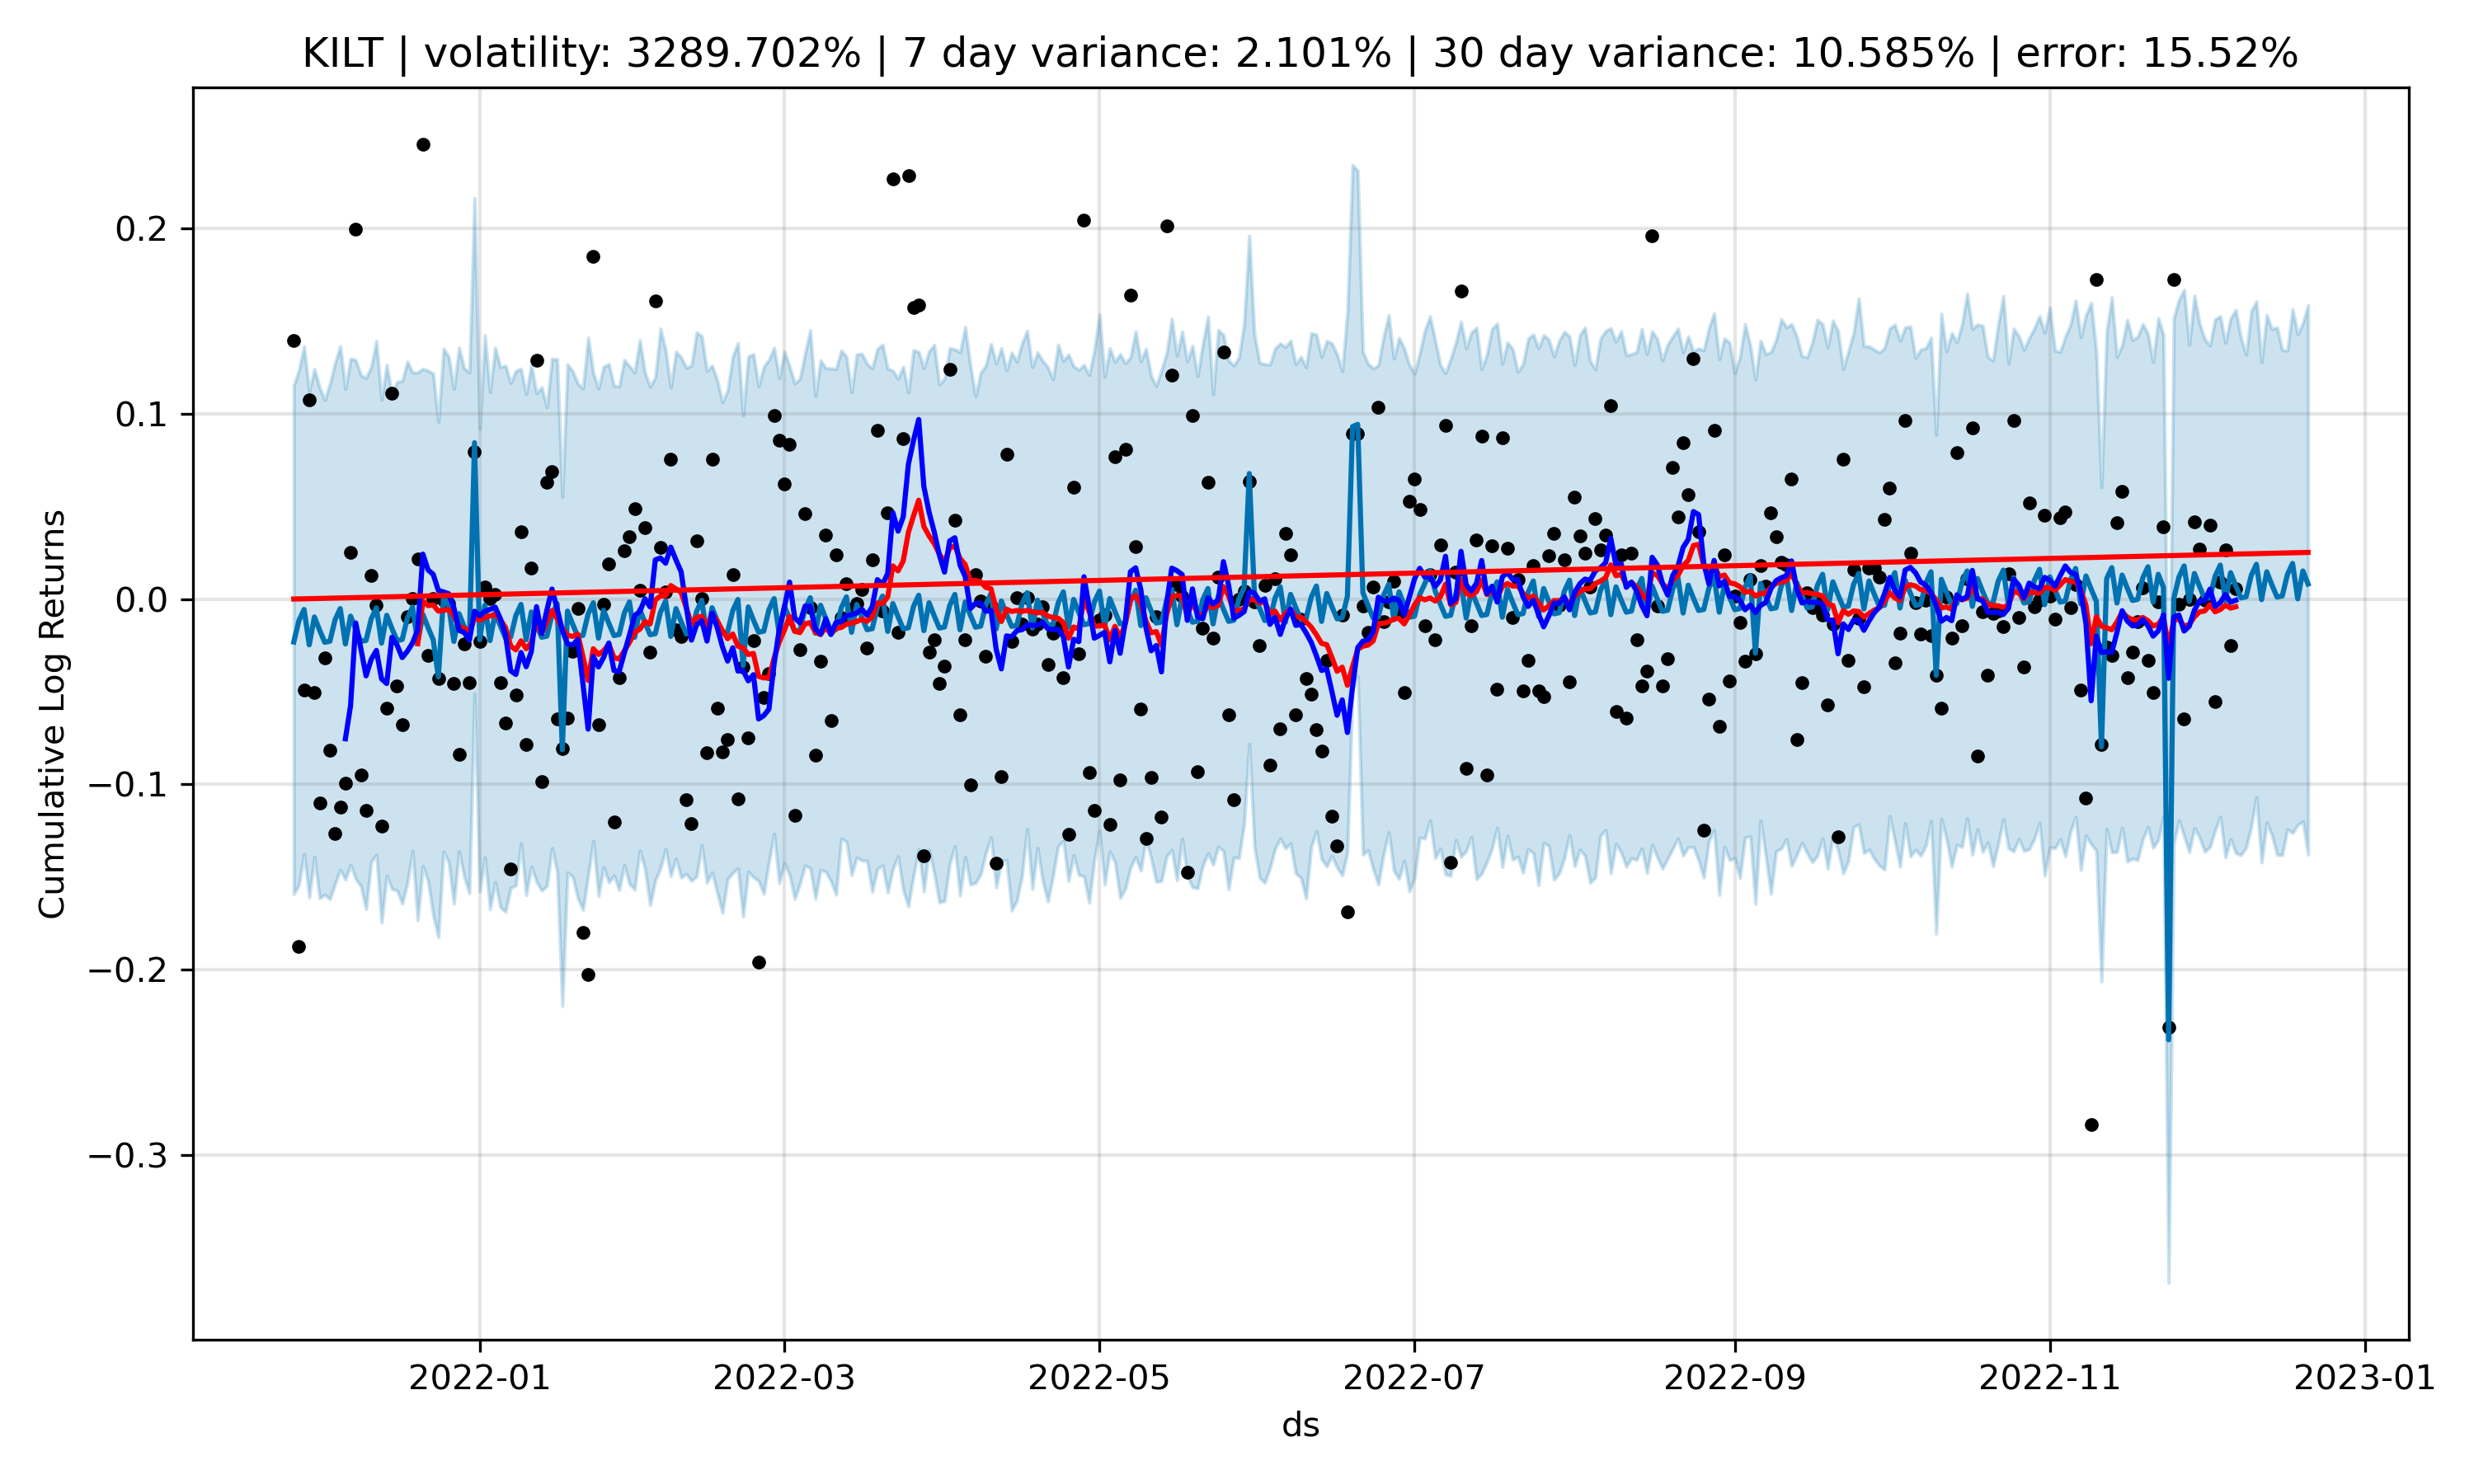 KILT | volatility: 3289.702% | 7 day variance: 2.101% | 30 day variance: 10.585% | error: 15.52%
Cumulative Log Returns
0.2
0.1
0.0
−0.1
−0.2
−0.3
2022-01 2022-03 2022-05 2022-07 2022-09 2022-11 2023-01
ds